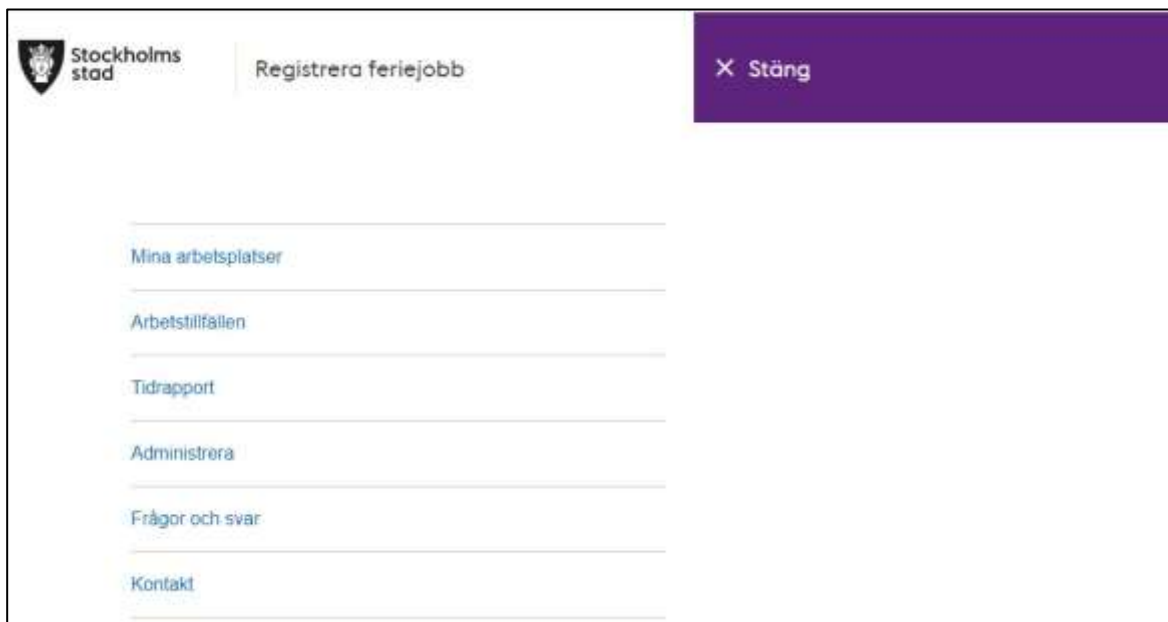 Stockholms
stad
Registrera feriejobb
× Stäng
Mina arbetsplatser
Arbetstillfällen
Tidrapport
Administrera
Frågor och svar
Kontakt